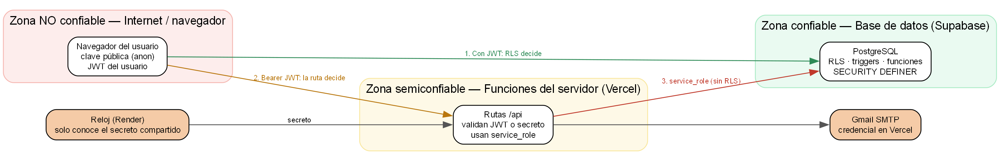 Zona NO confiable — Internet / navegador
Navegador del usuario
clave pública (anon)
JWT del usuario
1. Con JWT: RLS decide
2. Bearer JWT: la ruta decide
Zona confiable — Base de datos (Supabase)
PostgreSQL
RLS · triggers · funciones
SECURITY DEFINER
Zona semiconfiable — Funciones del servidor (Vercel)
Rutas /api
validan JWT o secreto
usan service_role
3. service_role (sin RLS)
Reloj (Render)
solo conoce el secreto compartido
secreto
Gmail SMTP
credencial en Vercel